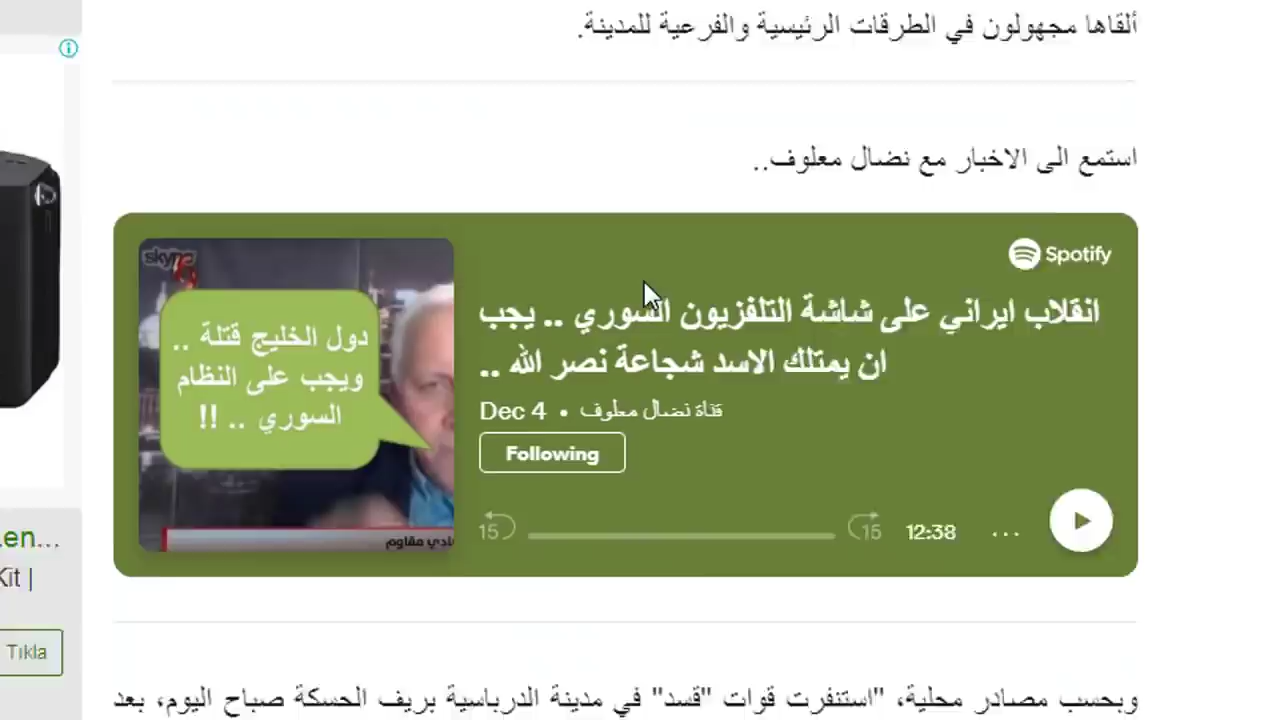 ألقاها مجهولون في الطرقات الرئيسية والفرعية للمدينة.
استمع الى الاخبار مع نضال معلوف..
Spotify
skype
دول الخليج قتلة ..
ويجب على النظام
السوري .. !!
انقلاب ايراني على شاشة التلفزيون السوري .. يجب
ان يمتلك الاسد شجاعة نصر الله ..
Dec 4 • قناة نضال معلوف
Following
15
15
12:38
...
مقاوم
en...
Kit |
Tıkla
وبحسب مصادر محلية، "استنفرت قوات "قسد" في مدينة الدرباسية بريف الحسكة صباح اليوم، بعد